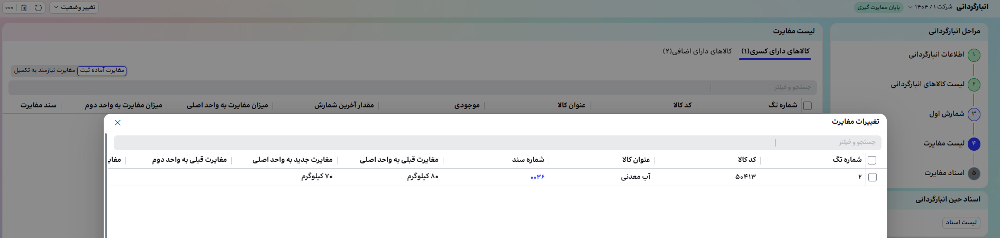 انبارگردانی شرکت ۱ / ۱۴۰۴ پایان مغایرت گیری تغییر وضعیت
مراحل انبارگردانی
۱ اطلاعات انبارگردانی
۲ لیست کالاهای انبارگردانی
۳ شمارش اول
۴ لیست مغایرت
۵ اسناد مغایرت
اسناد حین انبارگردانی
لیست اسناد
لیست مغایرت
کالاهای دارای کسری(۱) کالاهای دارای اضافی(۲)
مغایرت آماده ثبت مغایرت نیازمند به تکمیل
جستجو و فیلتر
شماره تگ کد کالا عنوان کالا موجودی مقدار آخرین شمارش میزان مغایرت به واحد اصلی میزان مغایرت به واحد دوم سند مغایرت
تغییرات مغایرت
جستجو و فیلتر
شماره تگ کد کالا عنوان کالا شماره سند مغایرت قبلی به واحد اصلی مغایرت جدید به واحد اصلی مغایرت قبلی به واحد دوم
۲ ۵۰۴۱۳ آب معدنی ۰۰۳۶ ۸۰ کیلوگرم ۷۰ کیلوگرم